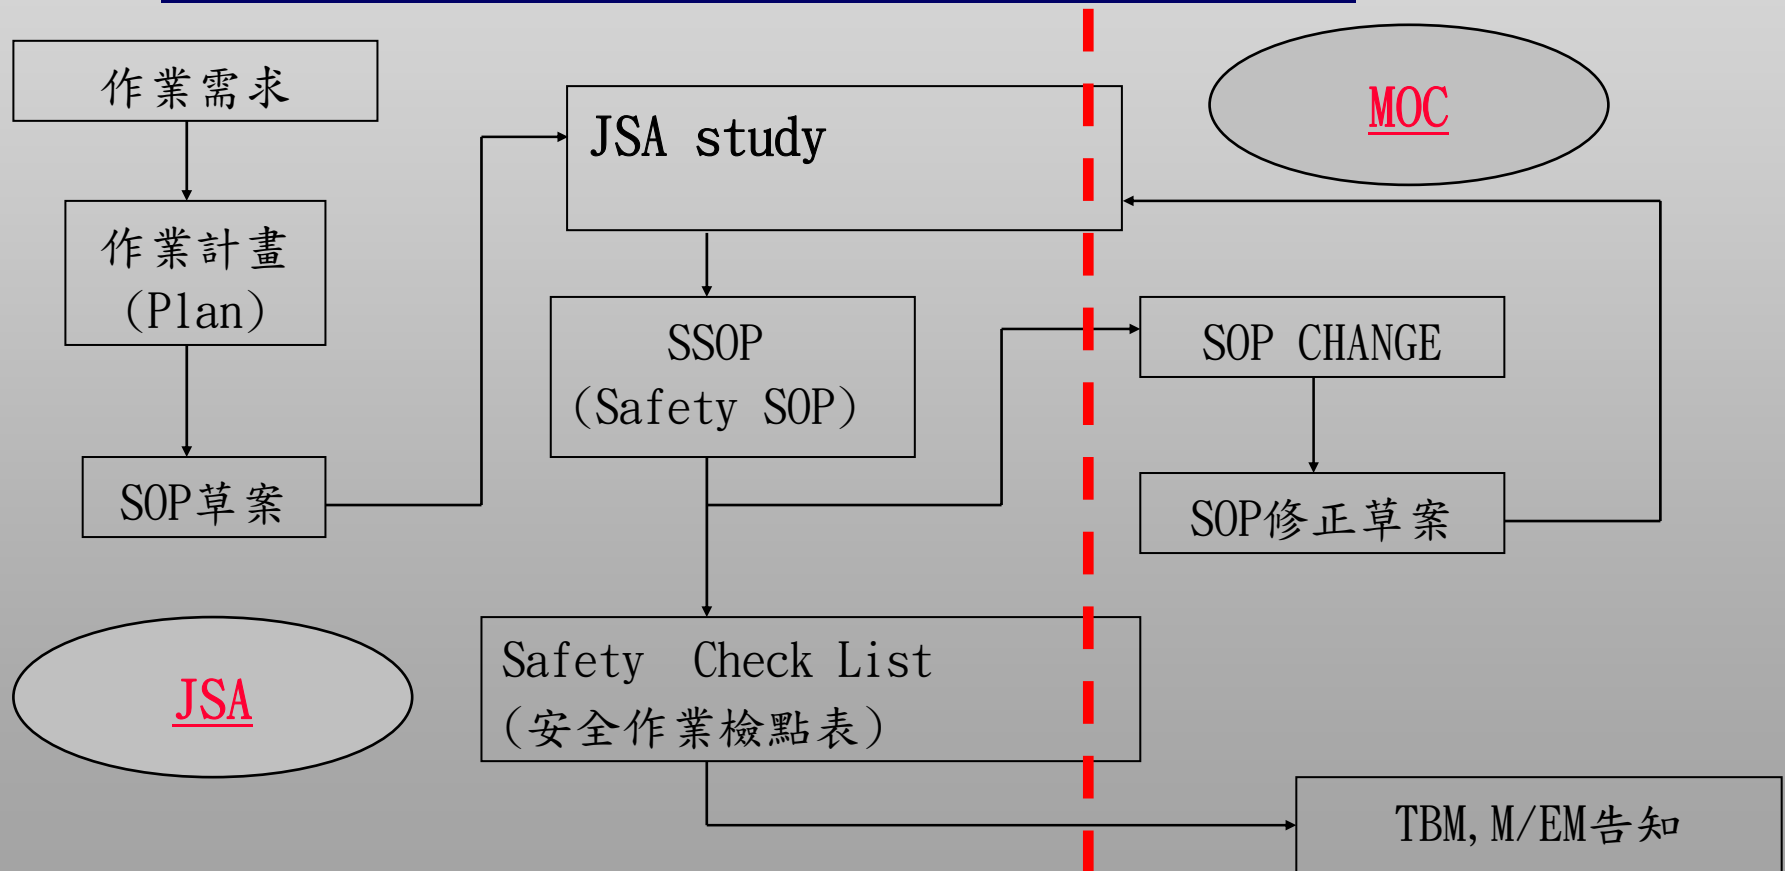 作業需求
作業計畫
(Plan)
SOP草案
JSA
JSA study
SSOP
(Safety SOP)
Safety Check List
(安全作業檢點表)
MOC
SOP CHANGE
SOP修正草案
TBM,M/EM告知